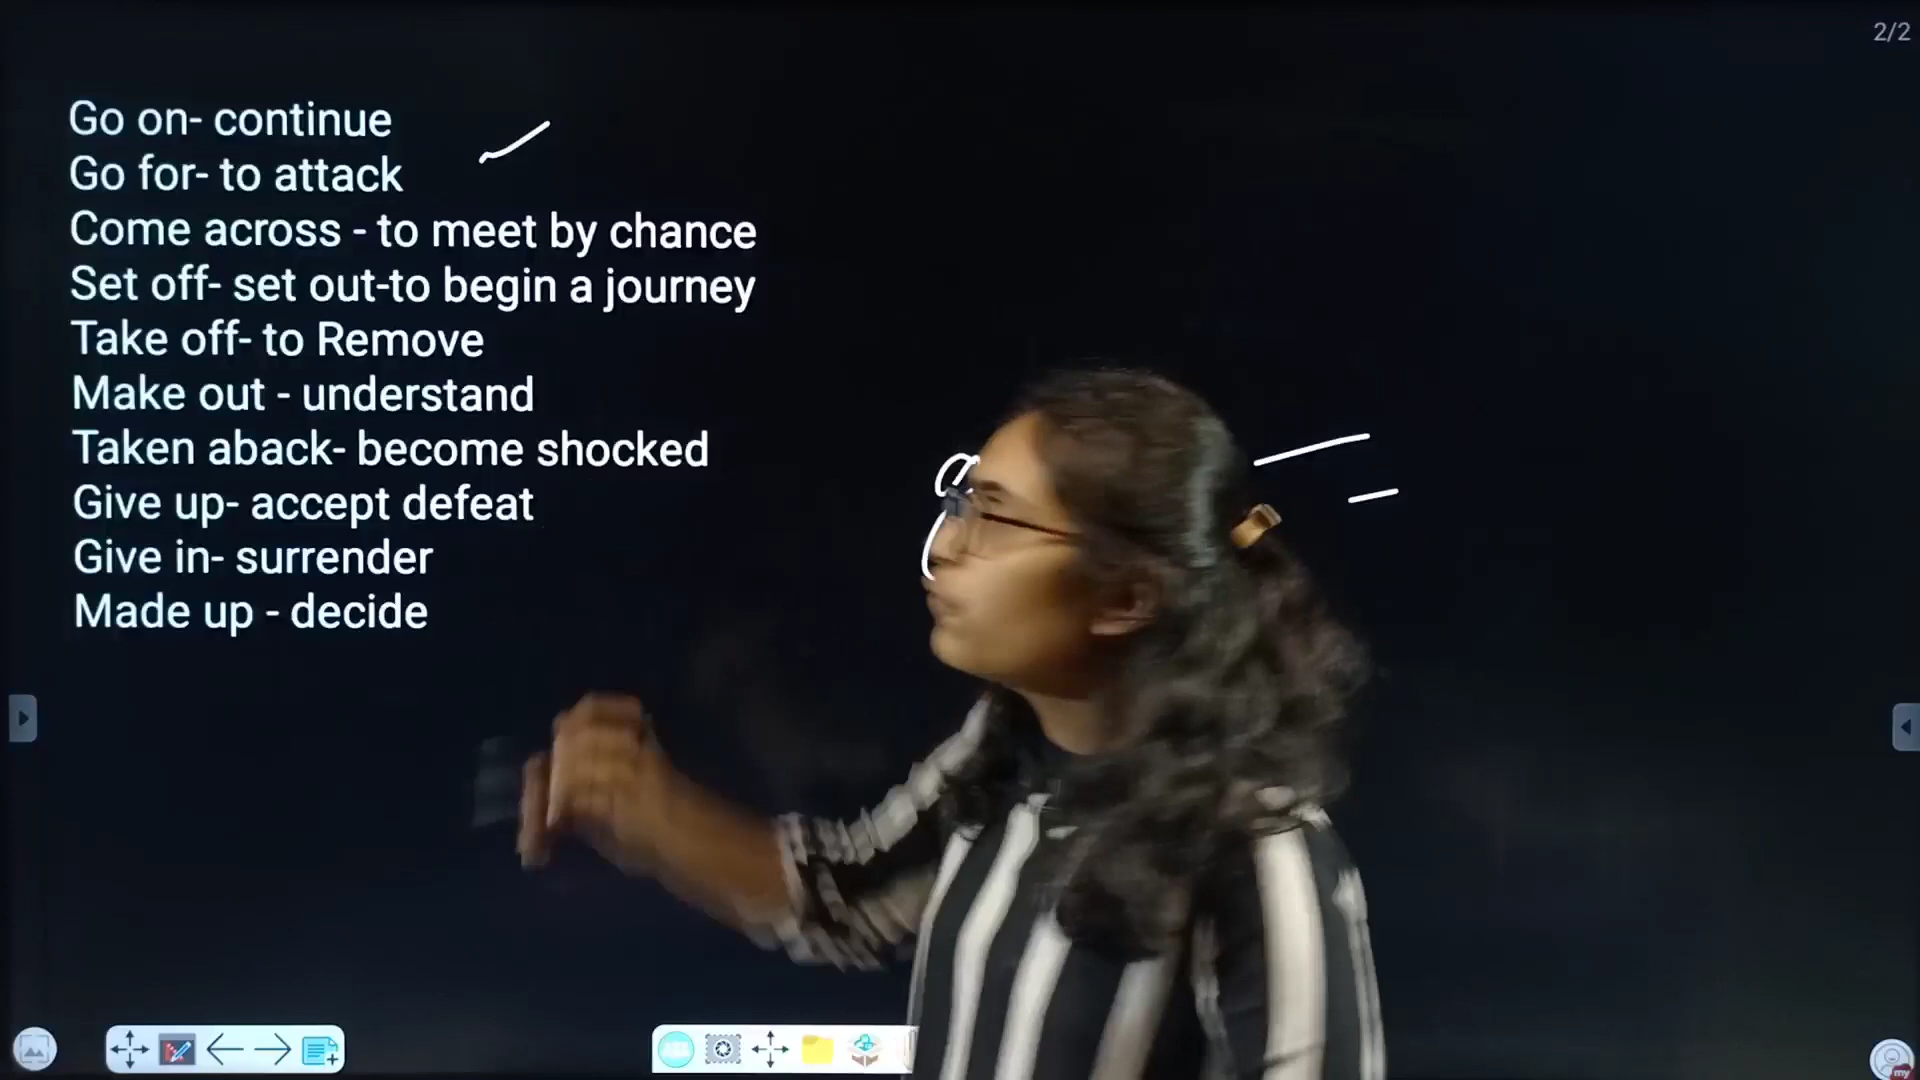 2/2
Go on- continue
Go for- to attack
Come across - to meet by chance
Set off- set out-to begin a journey
Take off- to Remove
Make out - understand
Taken aback- become shocked
Give up- accept defeat
Give in- surrender
Made up - decide